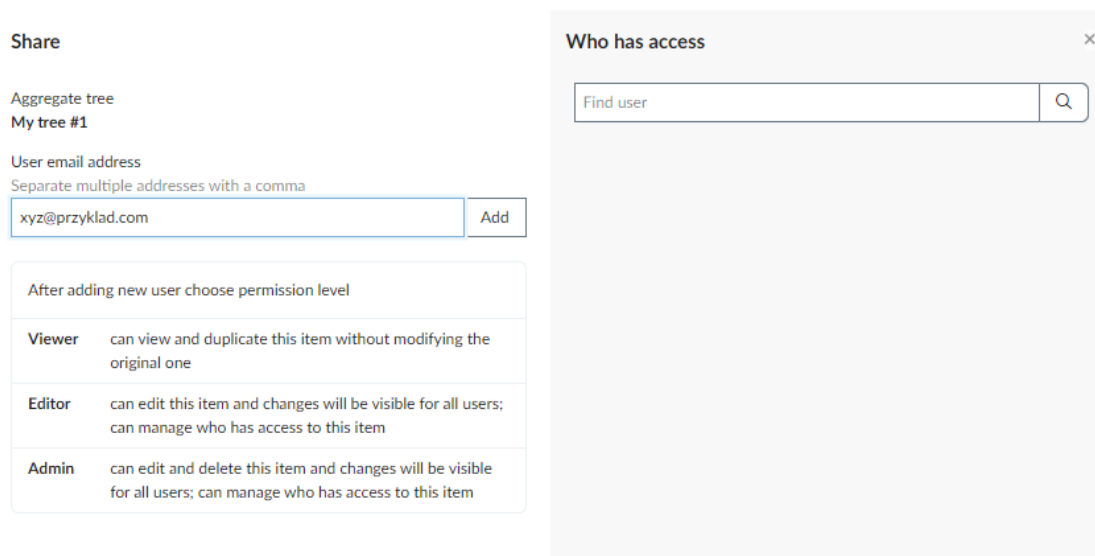 Share
Aggregate tree
My tree #1
User email address
Separate multiple addresses with a comma
xyz@przyklad.com
Add
After adding new user choose permission level
Viewer can view and duplicate this item without modifying the
original one
Editor can edit this item and changes will be visible for all users;
can manage who has access to this item
Admin can edit and delete this item and changes will be visible
for all users; can manage who has access to this item
Who has access
Find user